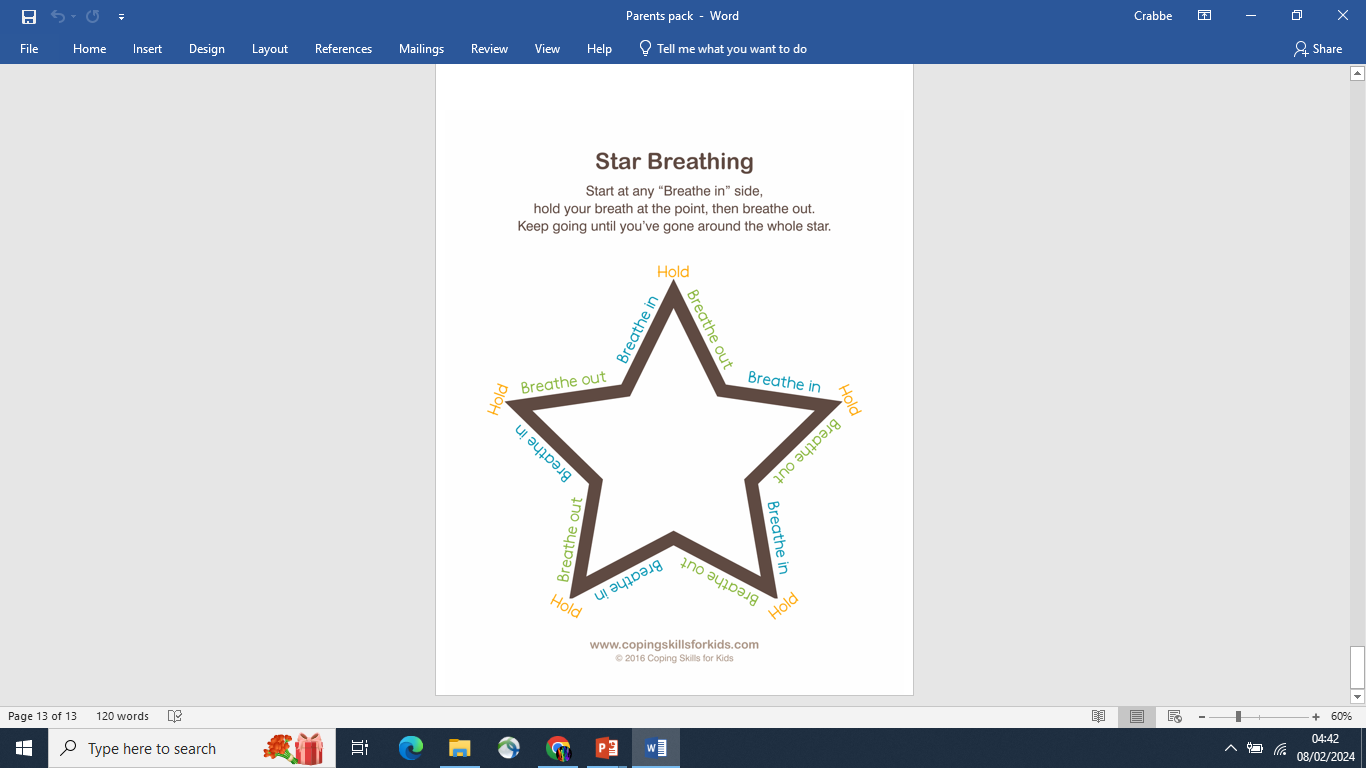 Parents pack - Word
Crabbe
File Home Insert Design Layout References Mailings Review View Help Tell me what you want to do Share
Star Breathing
Start at any “Breathe in” side,
hold your breath at the point, then breathe out.
Keep going until you’ve gone around the whole star.
Hold
Breathe in
Breathe out
Breathe in
Hold
Breathe out
Breathe in
Hold
Breathe out
Breathe in
Hold
Breathe out
Breathe in
Hold
Breathe out
www.copingskillsforkids.com
© 2016 Coping Skills for Kids
Page 13 of 13 120 words 60%
Type here to search
04:42
08/02/2024